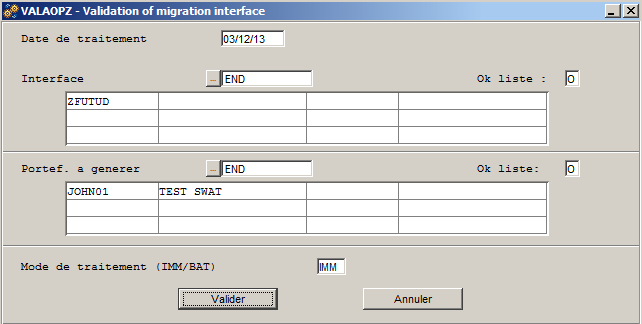 VALAOPZ - Validation of migration interface
Date de traitement 03/12/13
Interface ... END Ok liste : O
ZFUTUD
Portef. a generer ... END Ok liste: O
JOHN01 TEST SWAT
Mode de traitement (IMM/BAT) IMM
Valider Annuler